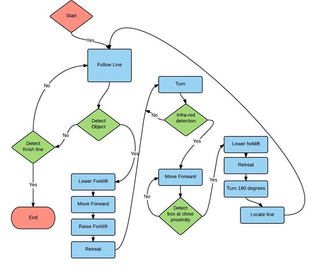 Start
Yes
Follow Line
No
Detect
Object
No
Yes
Detect
finish line
Yes
End
Lower Forklift
Move Forward
Raise Forklift
Retreat
Turn
No
Infra-red
detection
Yes
Move Forward
No
Detect
box at close
proximity
Yes
Lower forklift
Retreat
Turn 180 degrees
Locate line